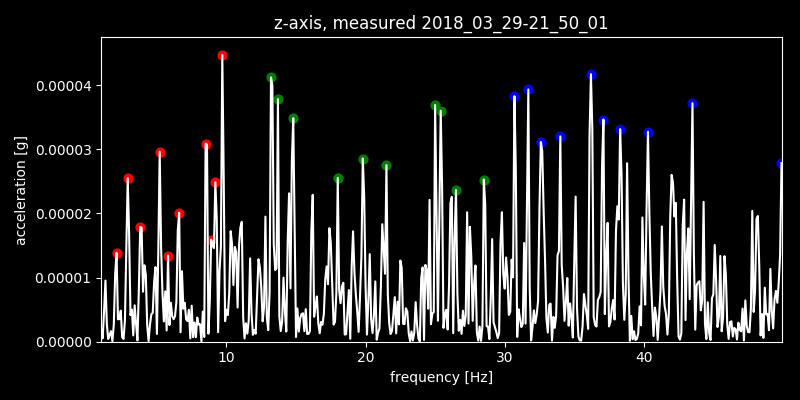 z-axis, measured 2018_03_29-21_50_01
0.00004
0.00003
0.00002
0.00001
0.00000
acceleration [g]
10 20 30 40
frequency [Hz]